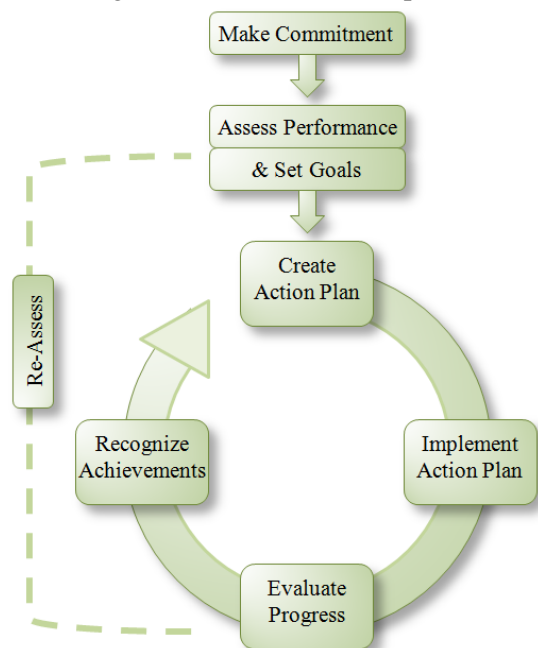 Make Commitment
Assess Performance
& Set Goals
Create
Action Plan
Re-Assess
Recognize
Achievements
Implement
Action Plan
Evaluate
Progress